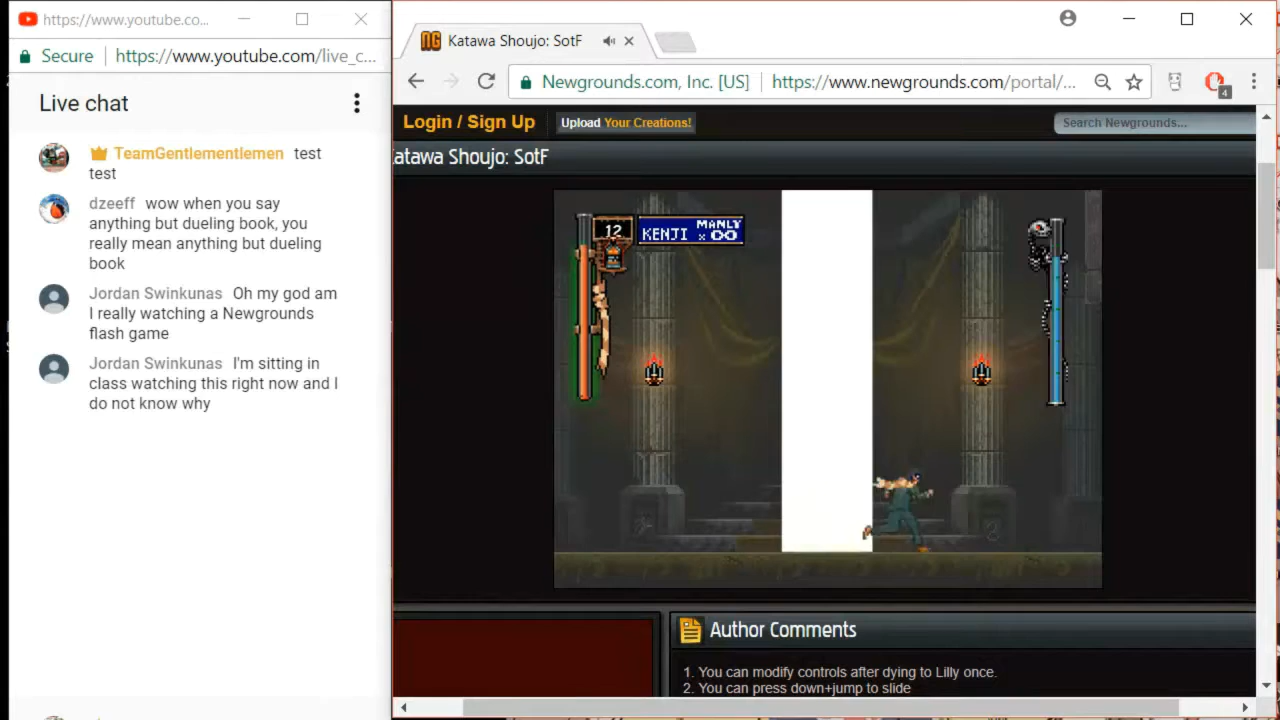 https://www.youtube.co...
Secure
https://www.youtube.com/live_c...
Live chat
TeamGentlementlemen test
test
dzeeff wow when you say
anything but dueling book, you
really mean anything but dueling
book
Jordan Swinkunas Oh my god am
I really watching a Newgrounds
flash game
Jordan Swinkunas I'm sitting in
class watching this right now and I
do not know why
NG
Katawa Shoujo: SotF
Newgrounds.com, Inc. [US]
https://www.newgrounds.com/portal/...
4
Login / Sign Up
Upload Your Creations!
Search Newgrounds...
Katawa Shoujo: SotF
12
MANLY
KENJI x ∞
Author Comments
1. You can modify controls after dying to Lilly once.
2. You can press down+jump to slide